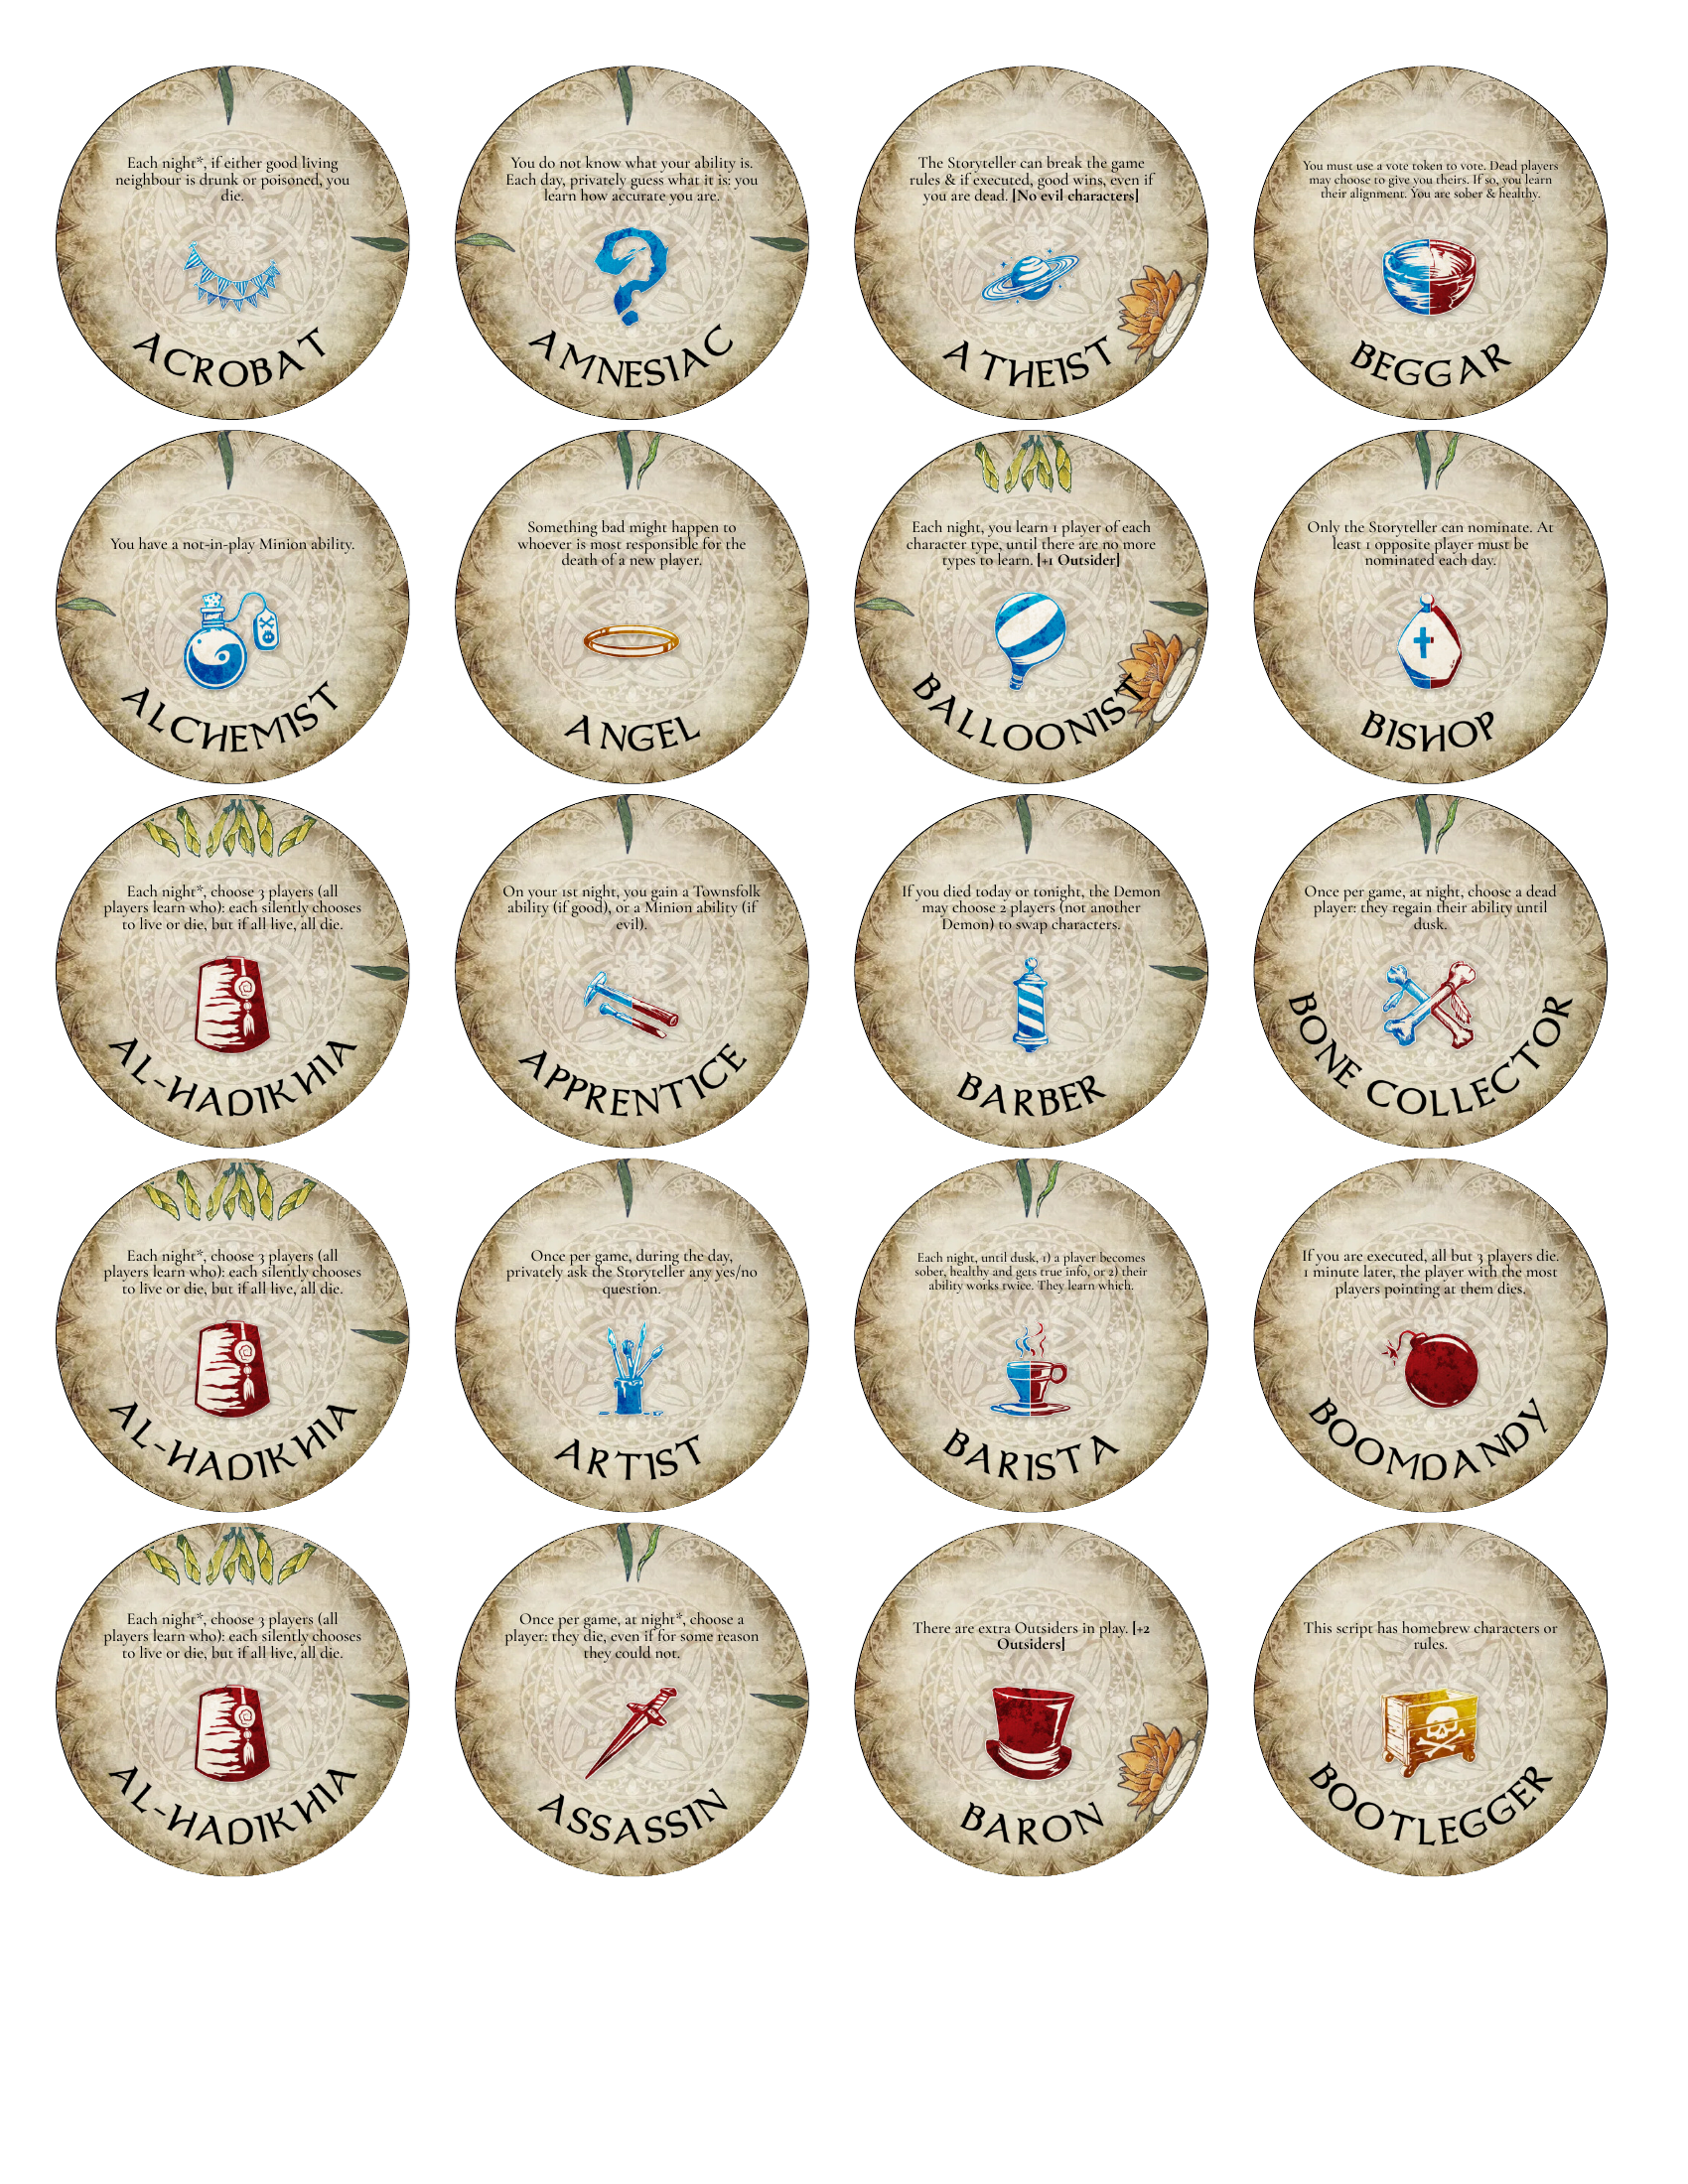 Each night*, if either good living
neighbour is drunk or poisoned, you
die.
ACROBAT
You do not know what your ability is.
Each day, privately guess what it is: you
learn how accurate you are.
AMNESIAC
The Storyteller can break the game
rules & if executed, good wins, even if
you are dead. [No evil characters]
ATHEIST
You must use a vote token to vote. Dead players
may choose to give you theirs. If so, you learn
their alignment. You are sober & healthy.
BEGGAR
You have a not-in-play Minion ability.
ALCHEMIST
Something bad might happen to
whoever is most responsible for the
death of a new player.
ANGEL
Each night, you learn 1 player of each
character type, until there are no more
types to learn. [+1 Outsider]
BALLOONIST
Only the Storyteller can nominate. At
least 1 opposite player must be
nominated each day.
BISHOP
Each night*, choose 3 players (all
players learn who): each silently chooses
to live or die, but if all live, all die.
AL-HADIKHIA
On your 1st night, you gain a Townsfolk
ability (if good), or a Minion ability (if
evil).
APPRENTICE
If you died today or tonight, the Demon
may choose 2 players (not another
Demon) to swap characters.
BARBER
Once per game, at night, choose a dead
player: they regain their ability until
dusk.
BONE COLLECTOR
Each night*, choose 3 players (all
players learn who): each silently chooses
to live or die, but if all live, all die.
AL-HADIKHIA
Once per game, during the day,
privately ask the Storyteller any yes/no
question.
ARTIST
Each night, until dusk, 1) a player becomes
sober, healthy and gets true info, or 2) their
ability works twice. They learn which.
BARISTA
If you are executed, all but 3 players die.
1 minute later, the player with the most
players pointing at them dies.
BOOMDANDY
Each night*, choose 3 players (all
players learn who): each silently chooses
to live or die, but if all live, all die.
AL-HADIKHIA
Once per game, at night*, choose a
player: they die, even if for some reason
they could not.
ASSASSIN
There are extra Outsiders in play. [+2
Outsiders]
BARON
This script has homebrew characters or
rules.
BOOTLEGGER